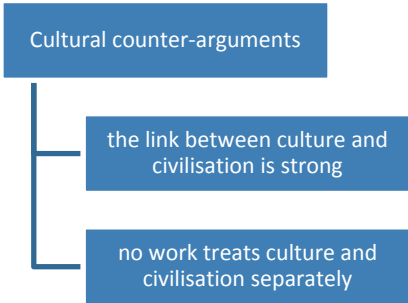 Cultural counter-arguments
the link between culture and
civilisation is strong
no work treats culture and
civilisation separately